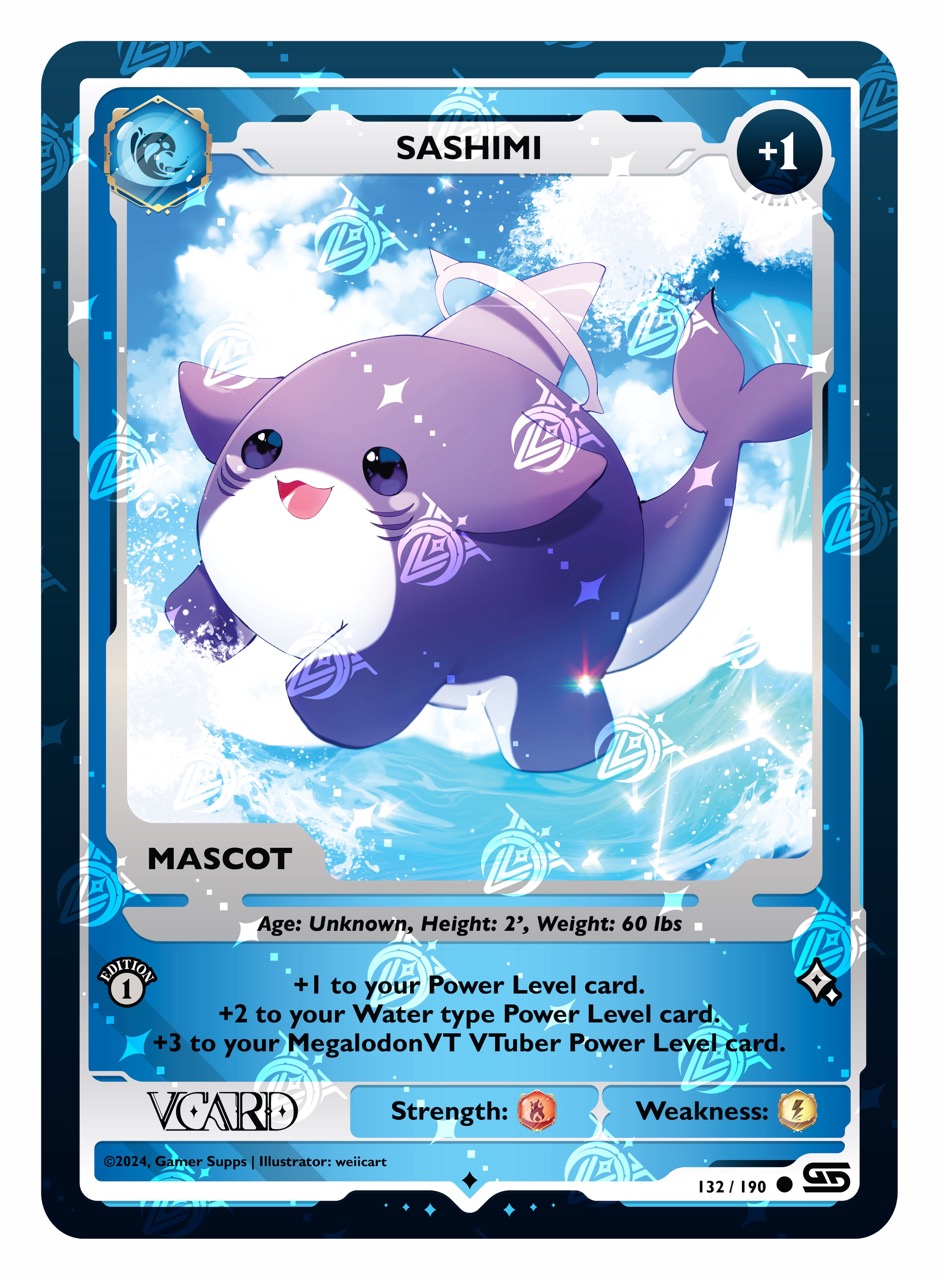 SASHIMI
+1
MASCOT
Age: Unknown, Height: 2’, Weight: 60 lbs
EDITION
1
+1 to your Power Level card.
+2 to your Water type Power Level card.
+3 to your MegalodonVT VTuber Power Level card.
VCARD
Strength:
Weakness:
©2024, Gamer Supps | Illustrator: weiicart
132 / 190